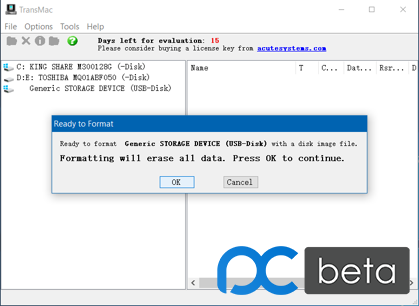 TransMac
File Options Tools Help
Days left for evaluation: 15
Please consider buying a license key from acutesystems.com
C: KING SHARE M300128G (-Disk)
D:E: TOSHIBA MQ01ABF050 (-Disk)
Generic STORAGE DEVICE (USB-Disk)
Name T C... Dat... Rsr... D
Ready to Format
Ready to format Generic STORAGE DEVICE (USB-Disk) with a disk image file.
Formatting will erase all data. Press OK to continue.
OK Cancel
pc beta